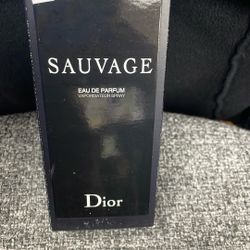 SAUVAGE
EAU DE PARFUM
VAPORISATEUR SPRAY
Dior